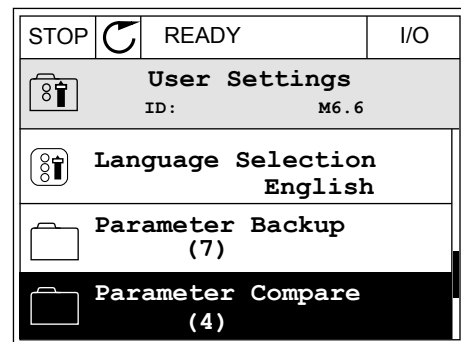 STOP READY I/O
User Settings
ID: M6.6
Language Selection
English
Parameter Backup
(7)
Parameter Compare
(4)